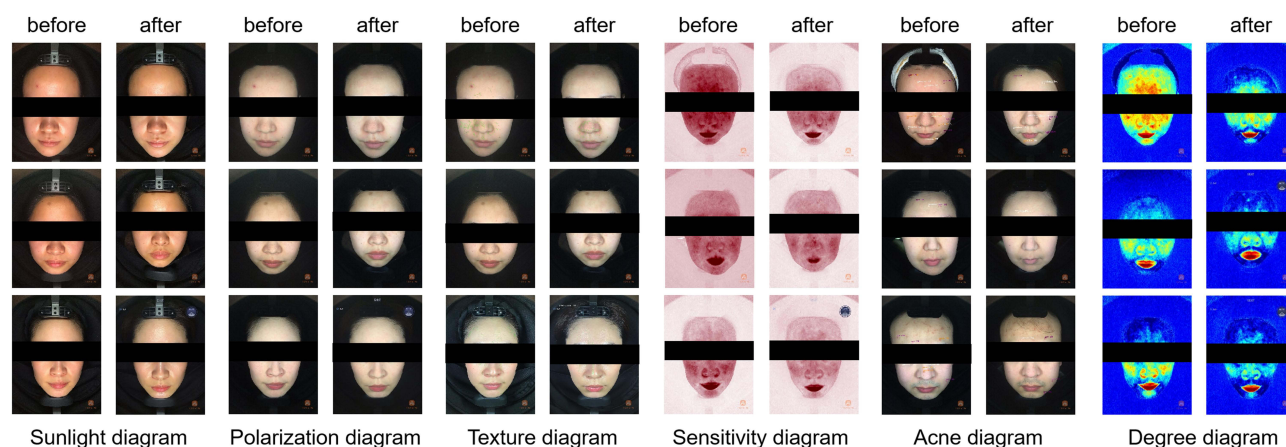 before after before after before after before after before after before after
Sunlight diagram Polarization diagram Texture diagram Sensitivity diagram Acne diagram Degree diagram